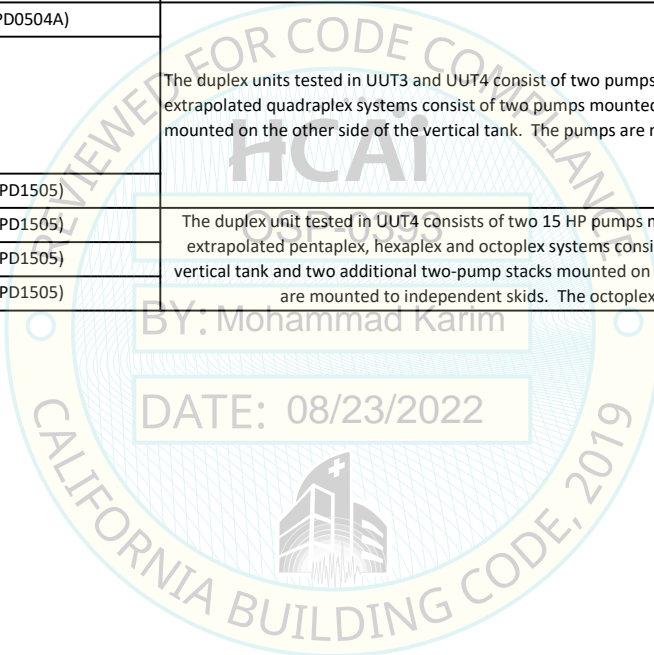 PD0504A)
The duplex units tested in UUT3 and UUT4 consist of two pumps
extrapolated quadraplex systems consist of two pumps mounted
mounted on the other side of the vertical tank. The pumps are
PD1505)
PD1505)
PD1505)
PD1505)
The duplex unit tested in UUT4 consists of two 15 HP pumps
extrapolated pentaplex, hexaplex and octoplex systems
vertical tank and two additional two-pump stacks mounted on
are mounted to independent skids. The octoplex
REVIEWED FOR CODE COMPLIANCE
HCAi
OSP-0393
BY: Mohammad Karim
DATE: 08/23/2022
CALIFORNIA BUILDING CODE, 2019